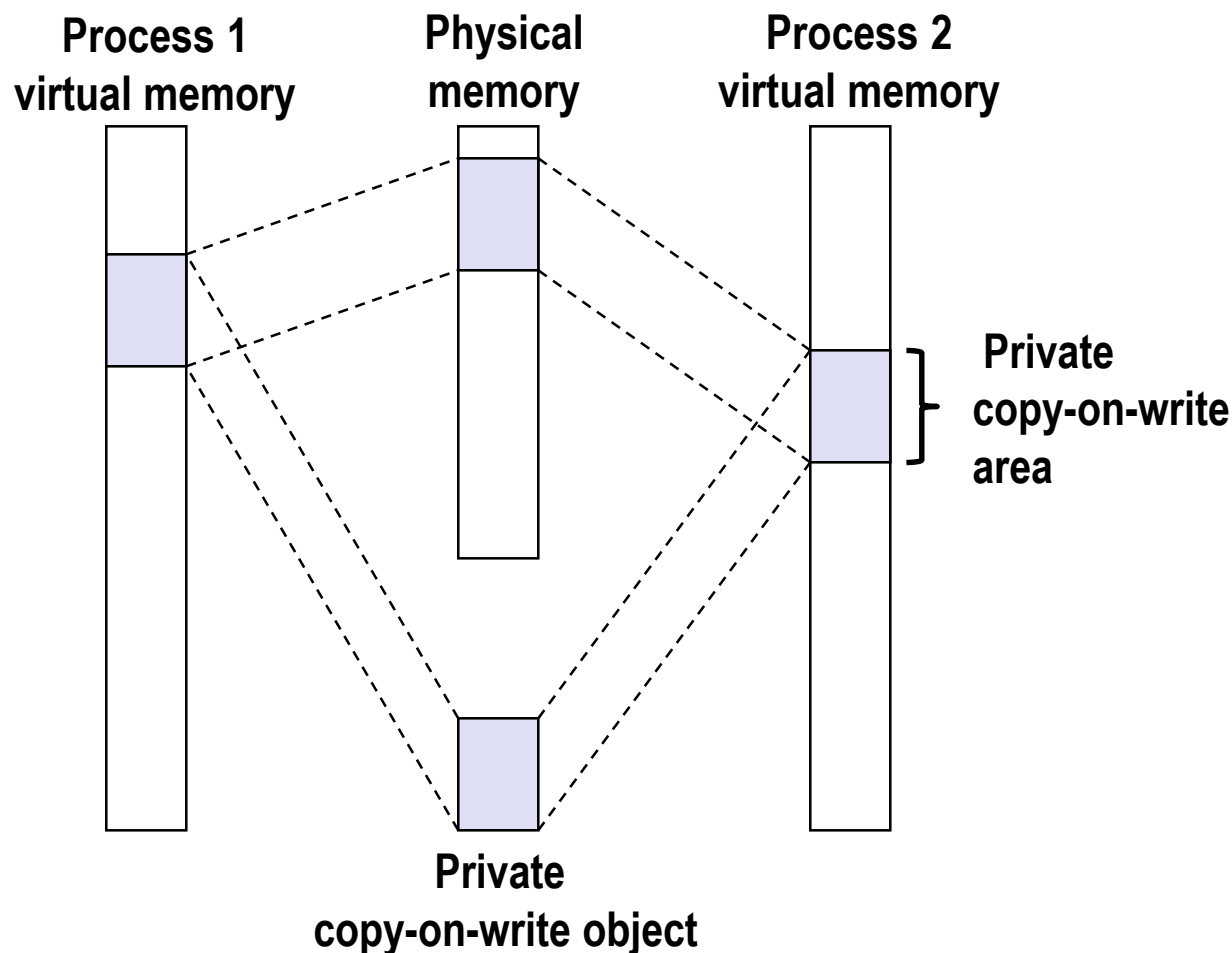 Process 1
virtual memory
Physical
memory
Process 2
virtual memory
Private
copy-on-write
area
Private
copy-on-write object